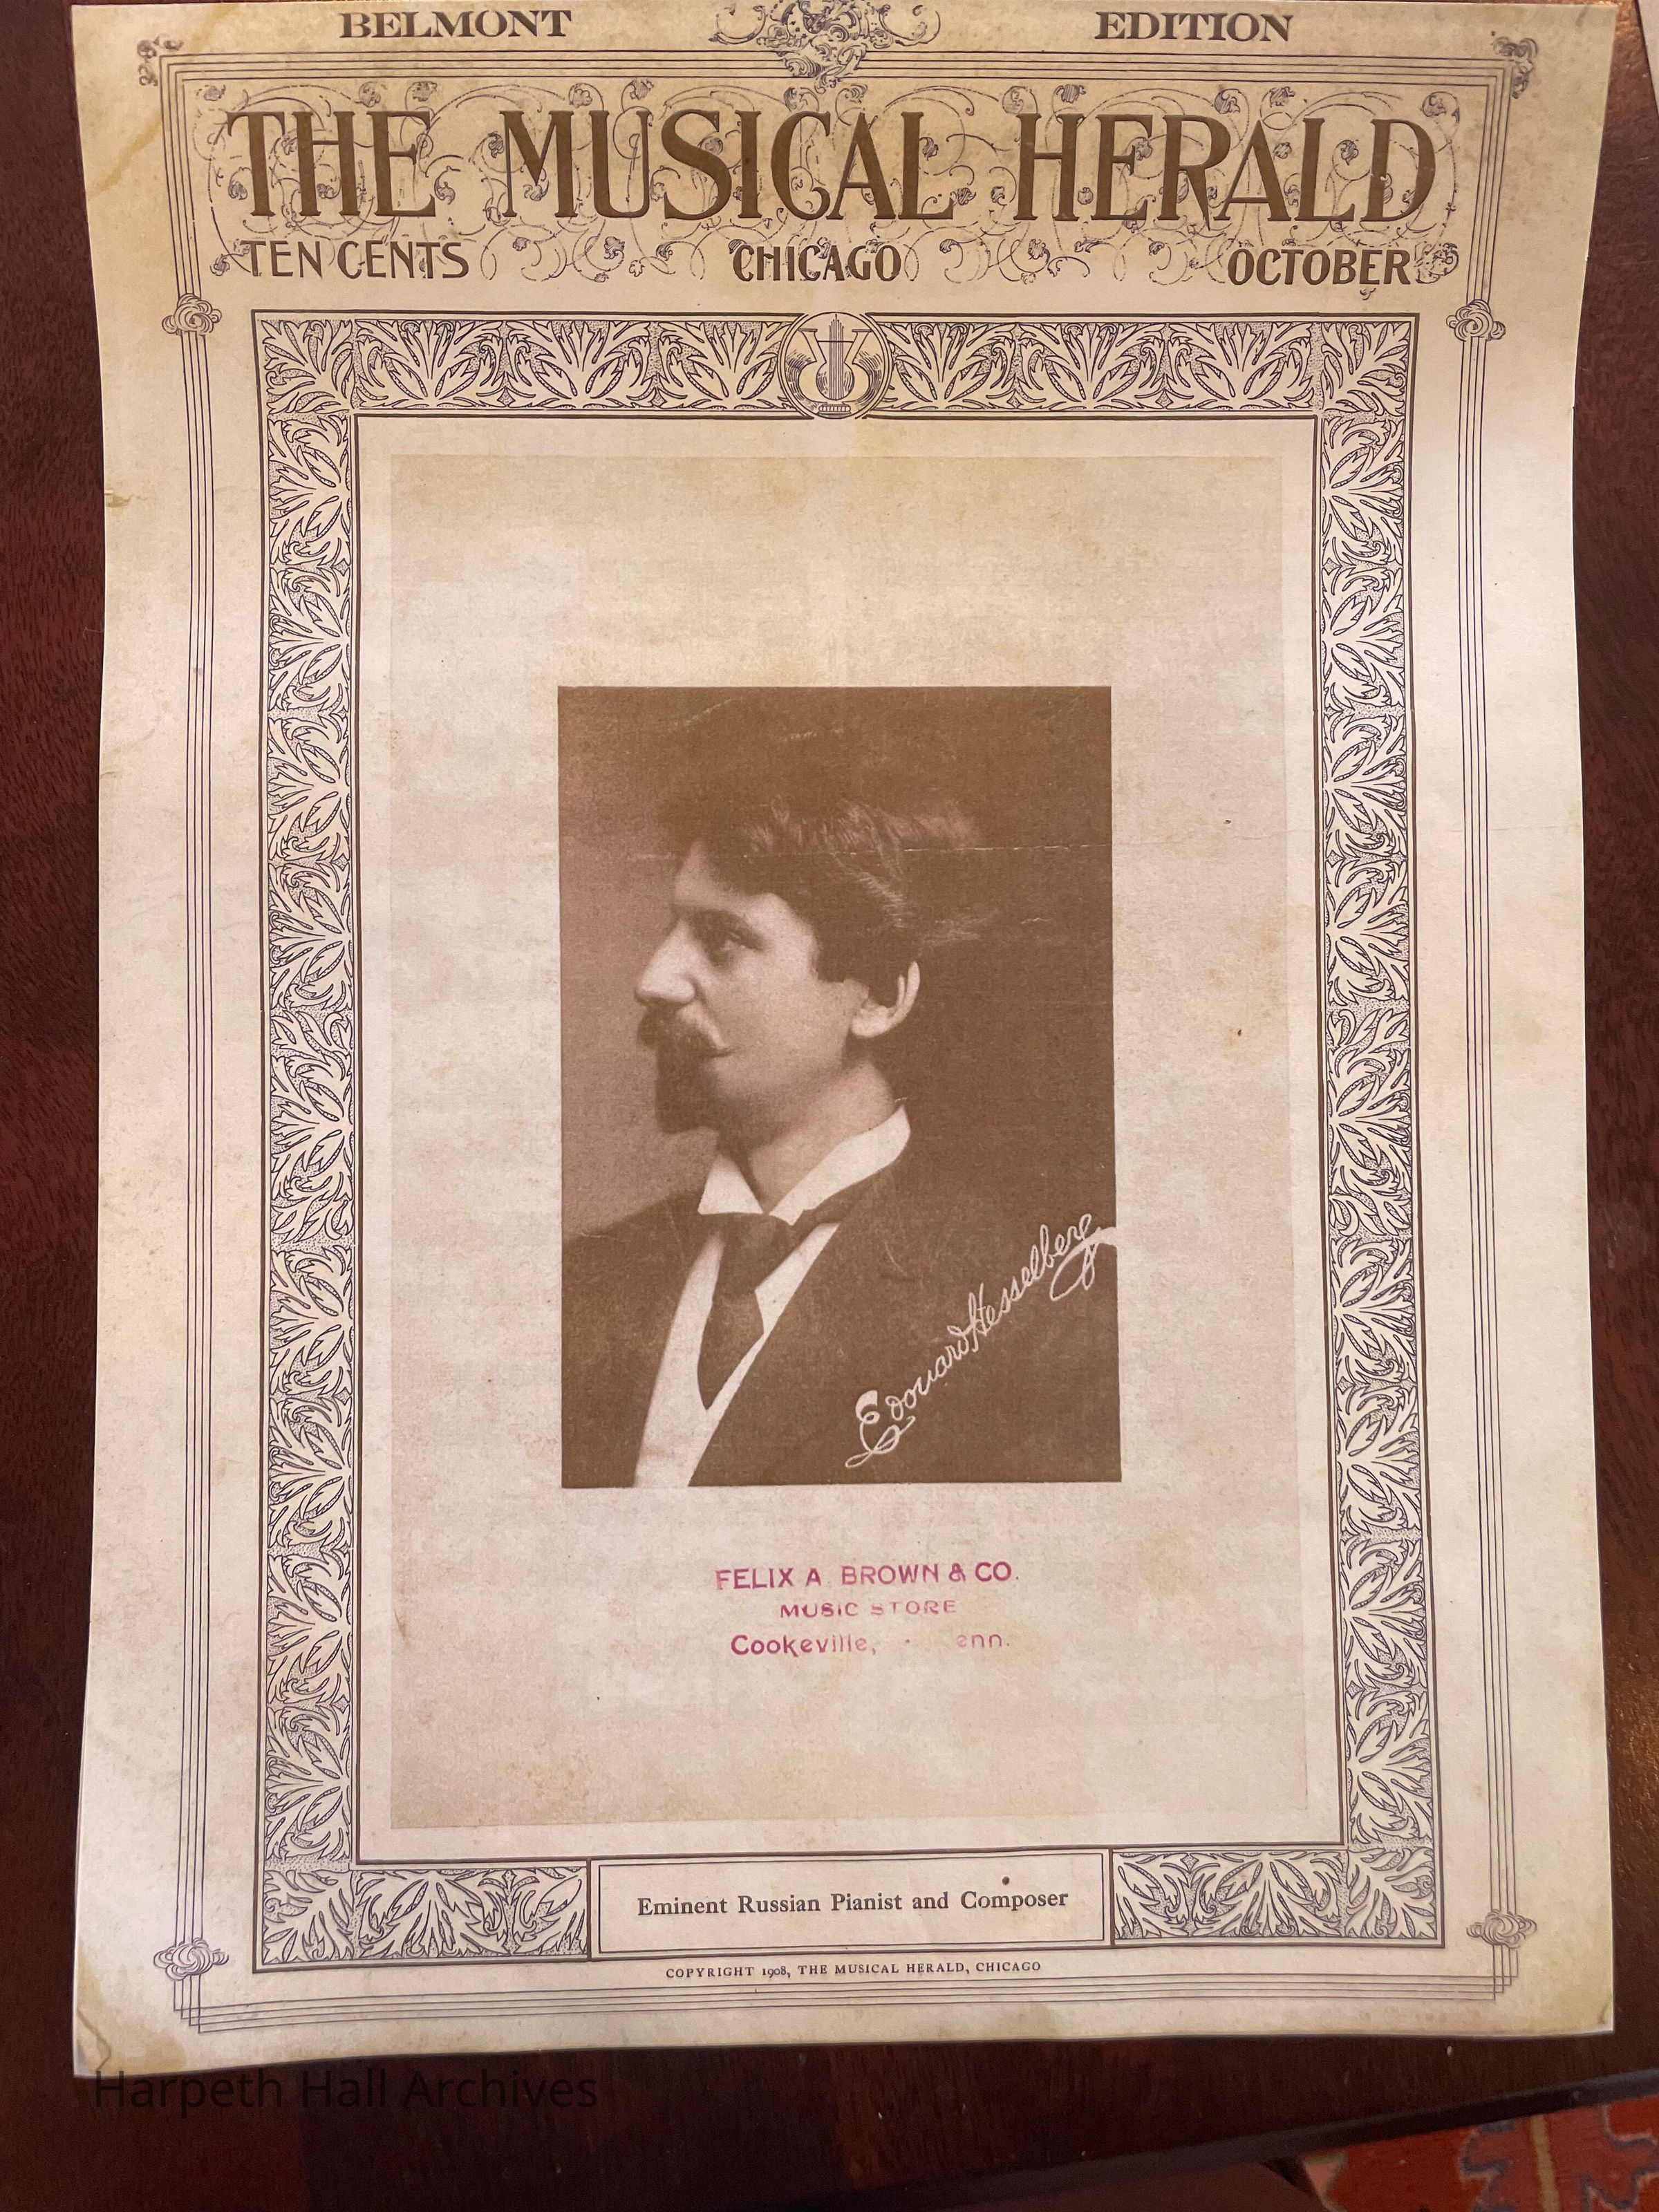 BELMONT EDITION
THE MUSICAL HERALD
TEN CENTS CHICAGO OCTOBER
Edouard Hesselberg
FELIX A. BROWN & CO.
MUSIC STORE
Cookeville, enn.
Eminent Russian Pianist and Composer
COPYRIGHT 1908, THE MUSICAL HERALD, CHICAGO
Harpeth Hall Archives